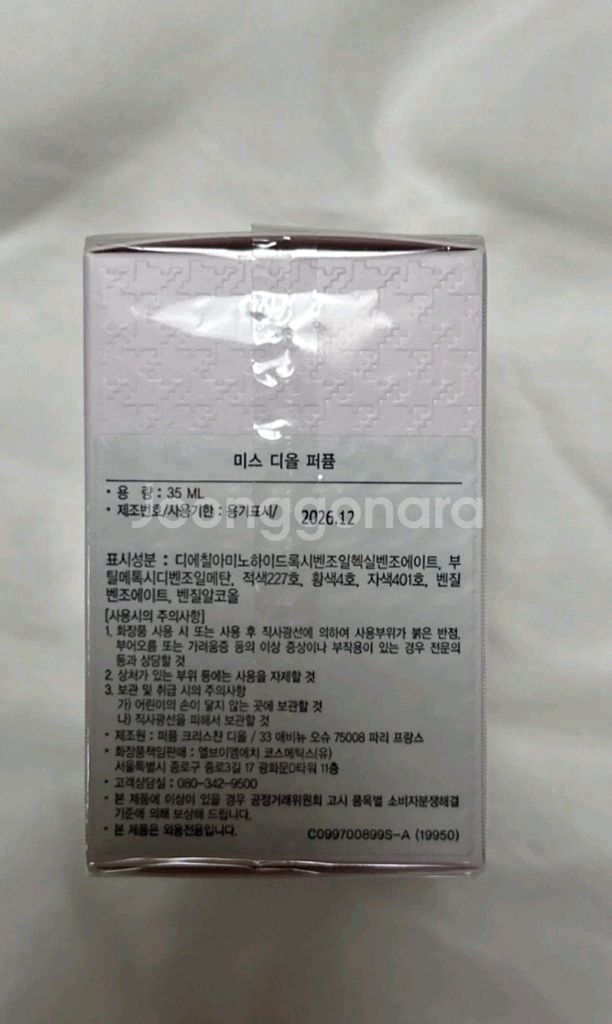 미스 디올 퍼퓸
• 용 량 : 35 ML
• 제조번호/사용기한 : 용기표시/ 2026.12
Joonggonara
표시성분 : 디에칠아미노하이드록시벤조일헥실벤조에이트, 부
틸메톡시디벤조일메탄, 적색227호, 황색4호, 자색401호, 벤질
벤조에이트, 벤질알코올
[사용시의 주의사항]
1. 화장품 사용 시 또는 사용 후 직사광선에 의하여 사용부위가 붉은 반점,
부어오름 또는 가려움증 등의 이상 증상이나 부작용이 있는 경우 전문의
등과 상담할 것
2. 상처가 있는 부위 등에는 사용을 자제할 것
3. 보관 및 취급 시의 주의사항
가) 어린이의 손이 닿지 않는 곳에 보관할 것
나) 직사광선을 피해서 보관할 것
• 제조원 : 퍼퓸 크리스챤 디올 / 33 애비뉴 오슈 75008 파리 프랑스
• 화장품책임판매 : 엘브이엠에치 코스메틱스(유)
서울특별시 종로구 종로3길 17 광화문D타워 11층
• 고객상담실 : 080-342-9500
• 본 제품에 이상이 있을 경우 공정거래위원회 고시 품목별 소비자분쟁해결
기준에 의해 보상해 드립니다.
• 본 제품은 외용전용입니다.
C099700899S-A (19950)